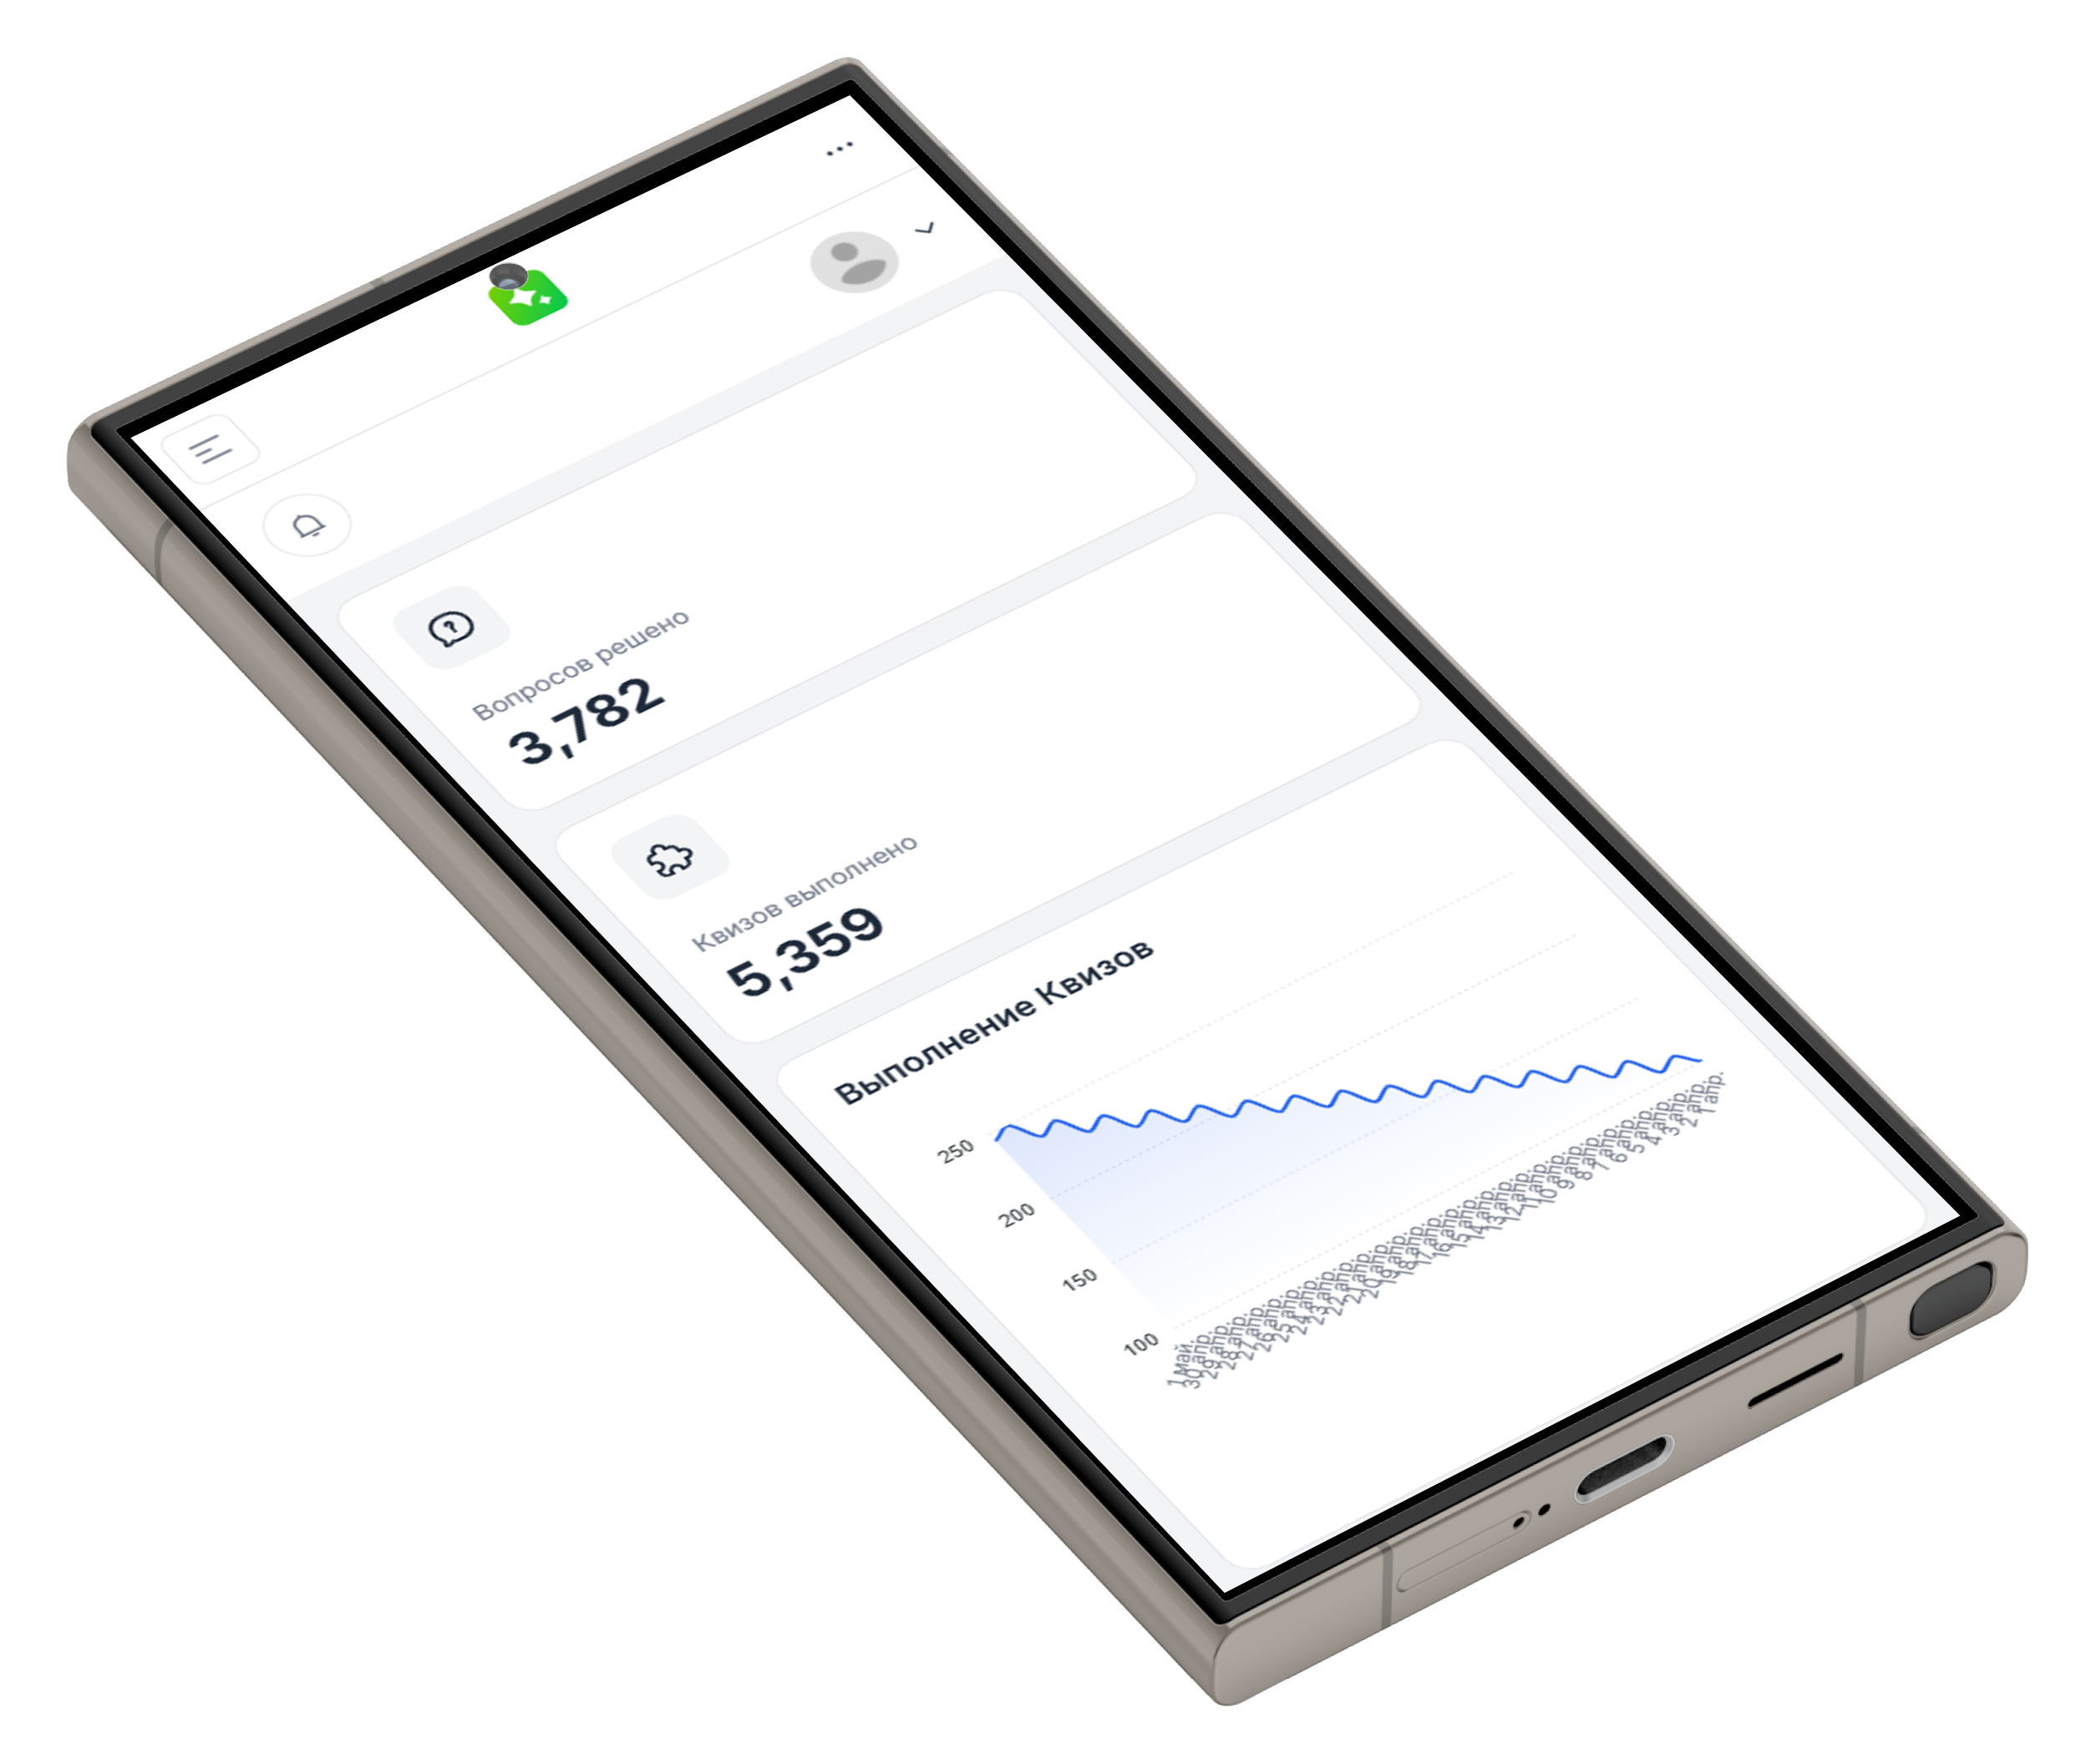 Вопросов решено
3,782
Квизов выполнено
5,359
Выполнение Квизов
250
200
150
100
1 май.
30 апр.
29 апр.
28 апр.
27 апр.
26 апр.
25 апр.
24 апр.
23 апр.
22 апр.
21 апр.
20 апр.
19 апр.
18 апр.
17 апр.
16 апр.
15 апр.
14 апр.
13 апр.
12 апр.
11 апр.
10 апр.
9 апр.
8 апр.
7 апр.
6 апр.
5 апр.
4 апр.
3 апр.
2 апр.
1 апр.